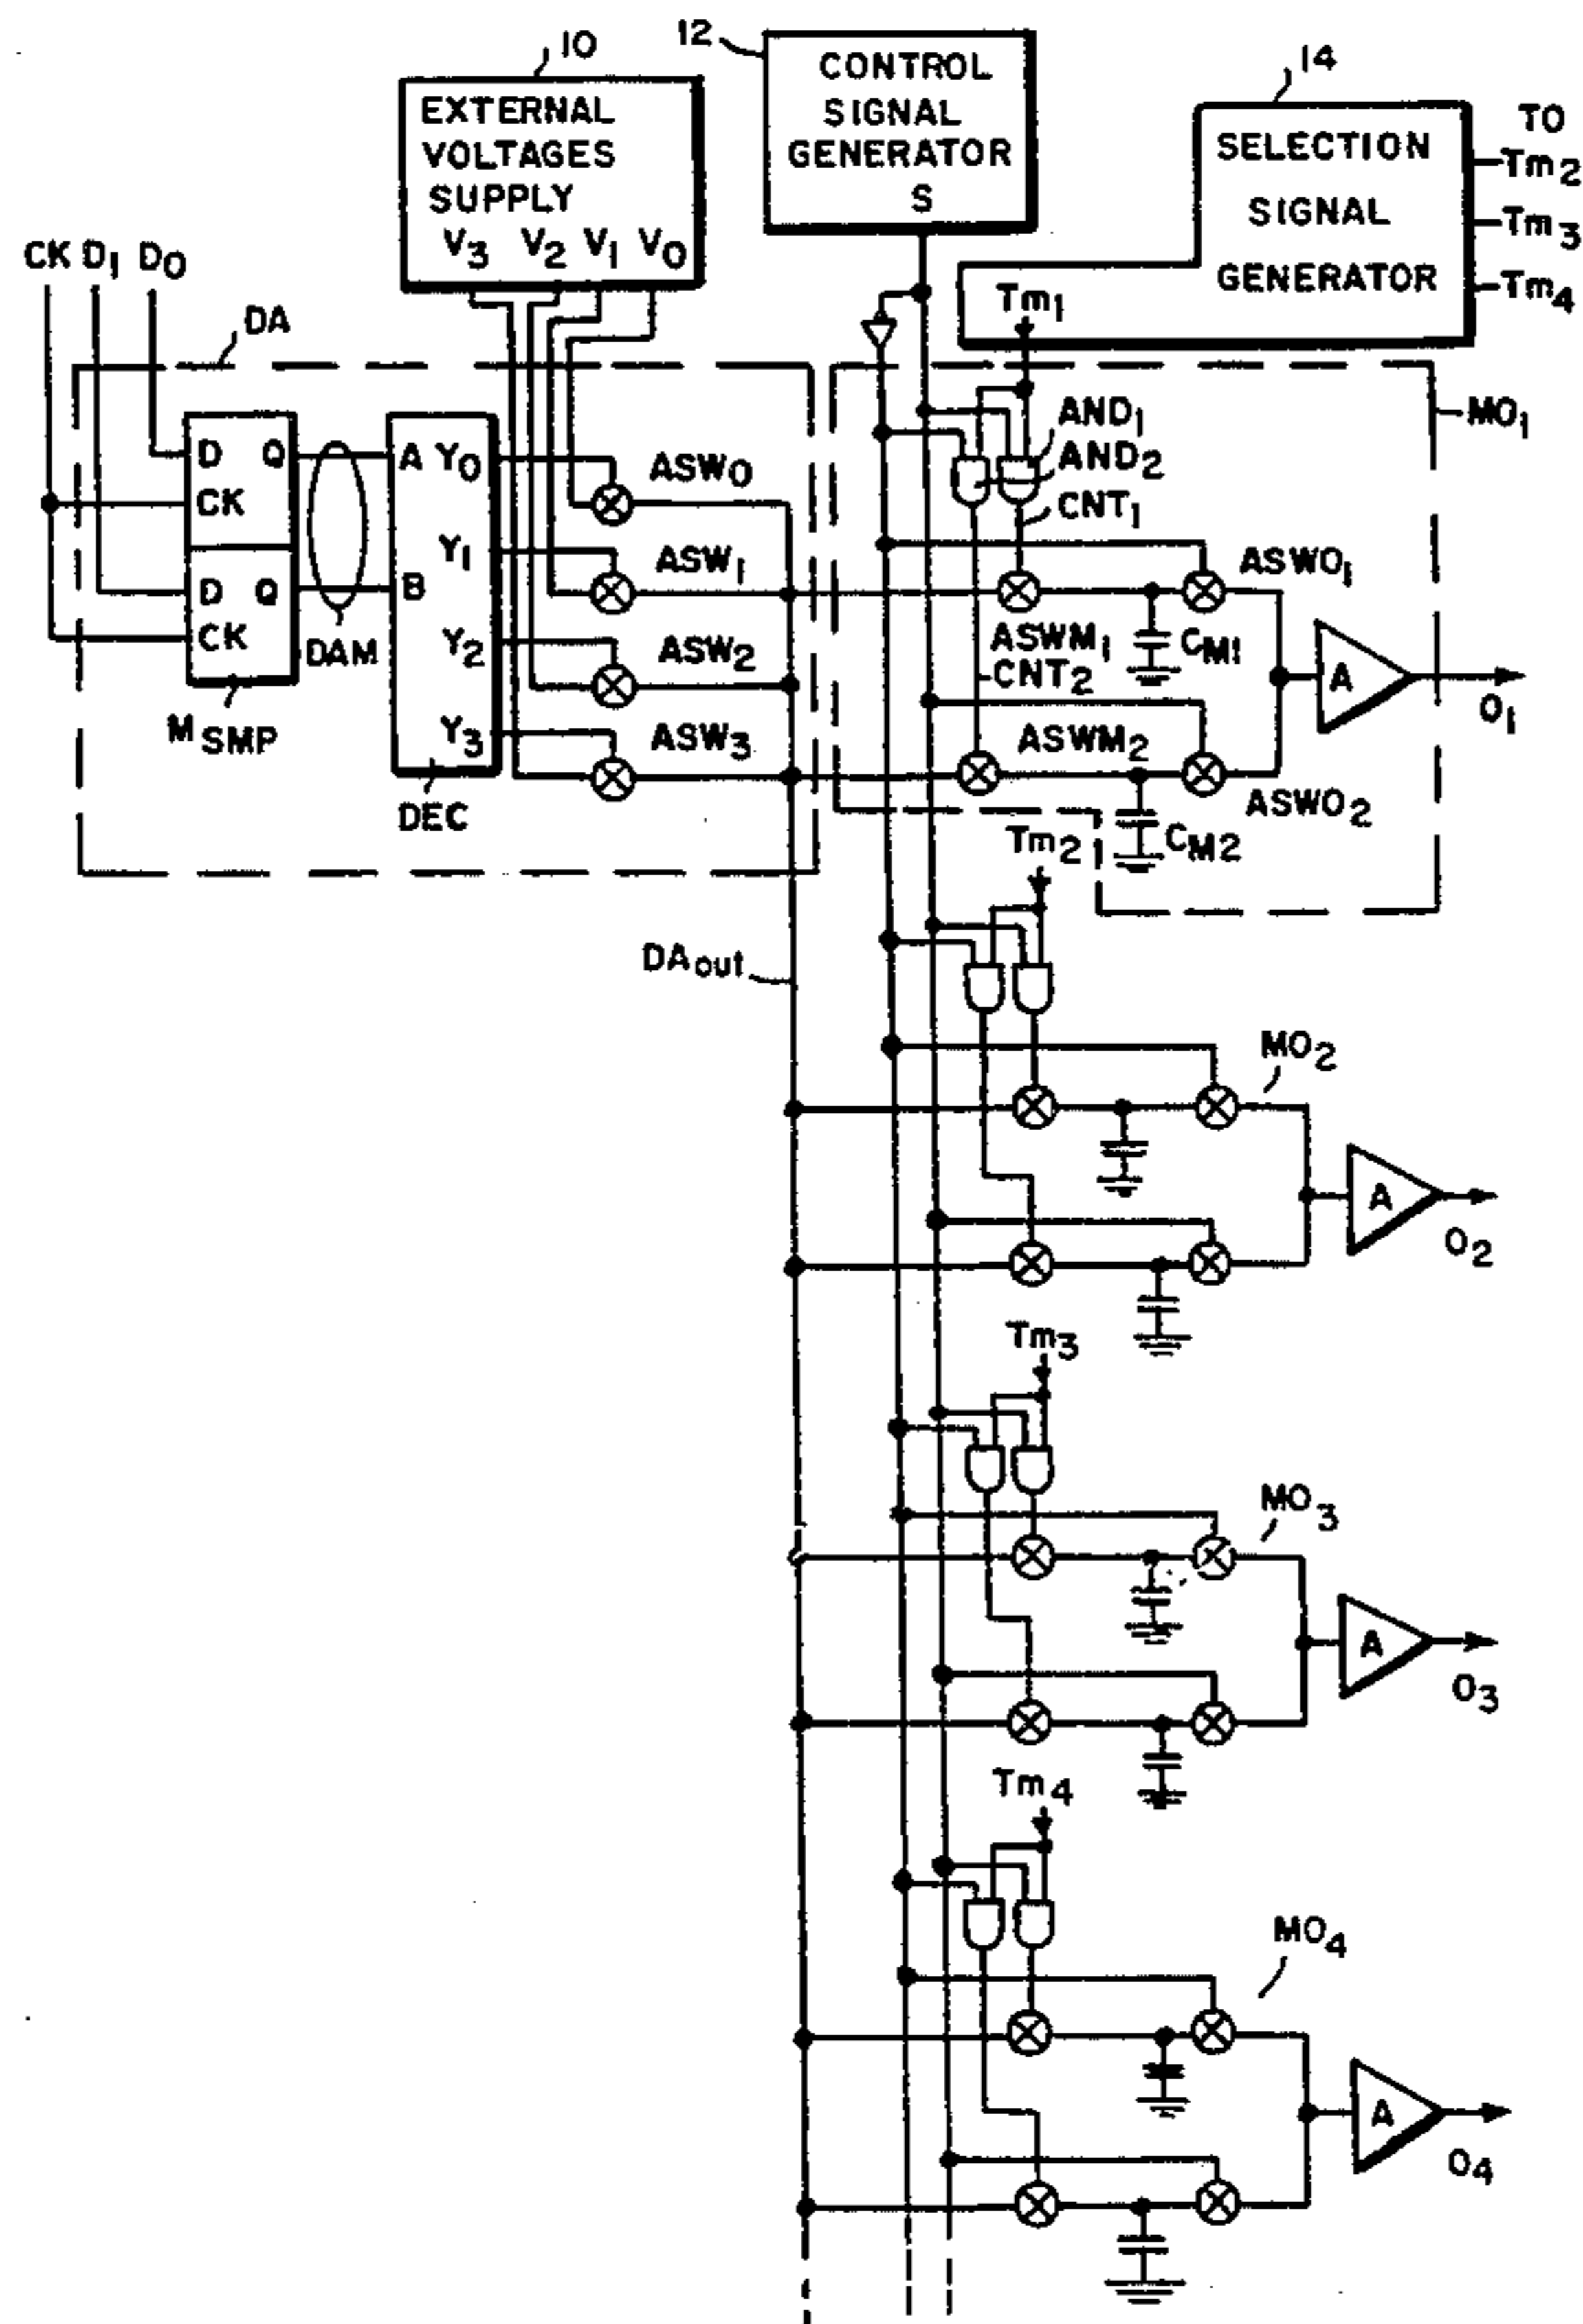 10
EXTERNAL
VOLTAGES
SUPPLY
V3 V2 V1 V0
12
CONTROL
SIGNAL
GENERATOR
S
14
SELECTION
SIGNAL
GENERATOR
TO
Tm2
Tm3
Tm4
CK D1 D0
DA
D Q
CK
D Q
CK
MSMP
DAM
A
B
Y0
Y1
Y2
Y3
DEC
ASW0
ASW1
ASW2
ASW3
Tm1
MO1
AND1
AND2
CNT1
ASWO1
ASWM1
CNT2
CM1
A
O1
ASWM2
ASWO2
CM2
DAout
Tm2
MO2
A
O2
Tm3
MO3
A
O3
Tm4
MO4
A
O4